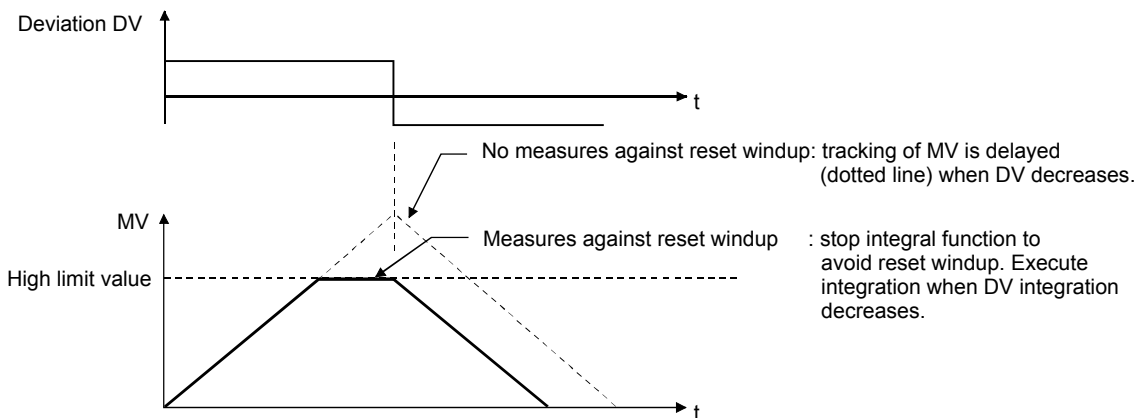 Deviation DV
t
No measures against reset windup: tracking of MV is delayed
(dotted line) when DV decreases.
MV
Measures against reset windup : stop integral function to
avoid reset windup. Execute
integration when DV integration
decreases.
High limit value
t